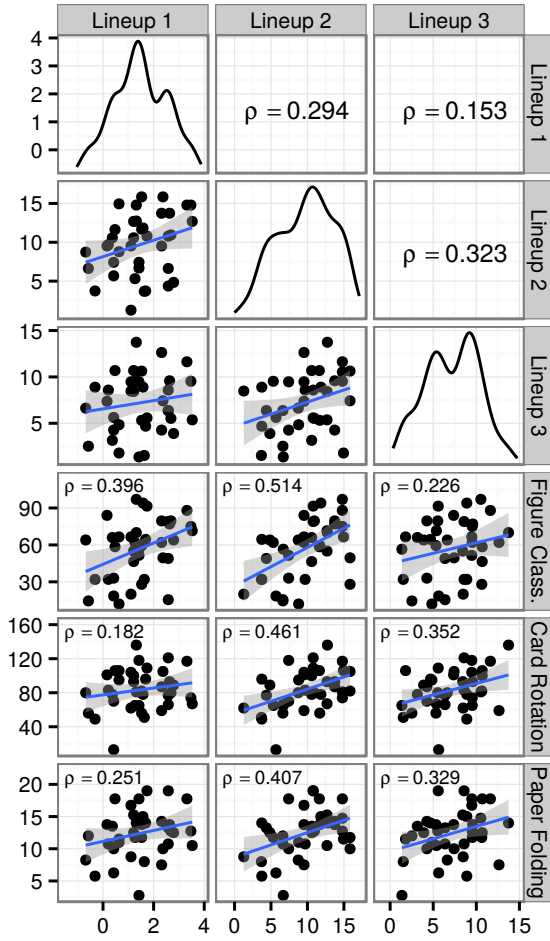 Lineup 1 Lineup 2 Lineup 3
4
3
2
1
0
ρ = 0.294
ρ = 0.153
Lineup 1
15
10
5
ρ = 0.323
Lineup 2
15
10
5
Lineup 3
90
60
30
ρ = 0.396
ρ = 0.514
ρ = 0.226
Figure Class.
160
120
80
40
ρ = 0.182
ρ = 0.461
ρ = 0.352
Card Rotation
20
15
10
5
ρ = 0.251
ρ = 0.407
ρ = 0.329
Paper Folding
0 2 4 0 5 10 15 0 5 10 15